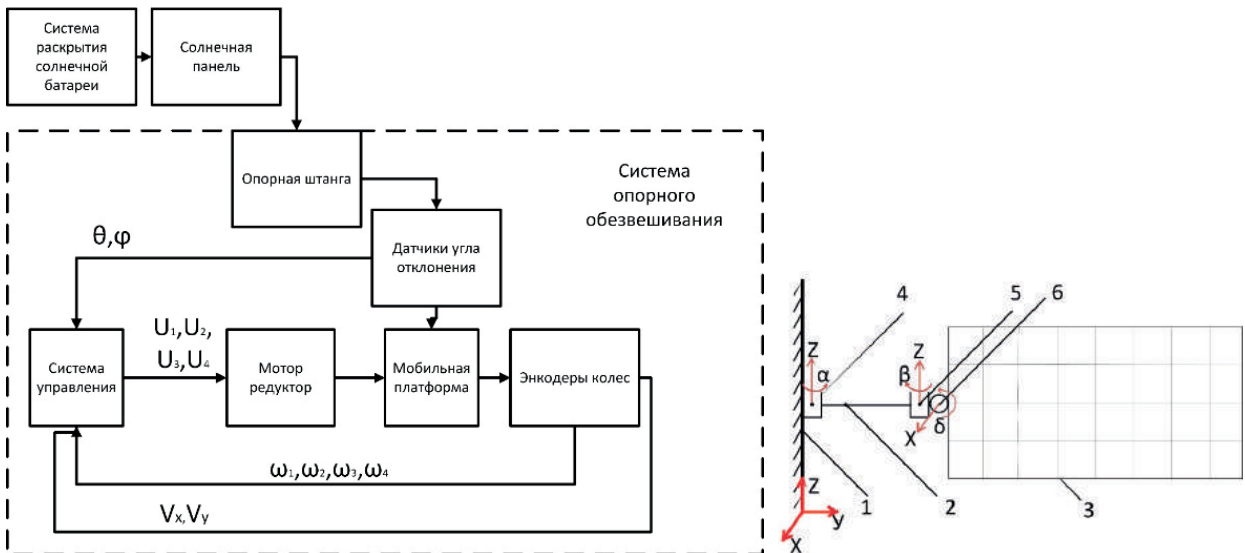 Система
раскрытия
солнечной
батареи
Солнечная
панель
Опорная штанга
Система
опорного
обезвешивания
Датчики угла
отклонения
θ,φ
Система
управления
U₁,U₂,
U₃,U₄
Мотор
редуктор
Мобильная
платформа
Энкодеры колес
ω₁,ω₂,ω₃,ω₄
Vₓ,Vᵧ
4
5
6
Z
α
Z
β
X
δ
Z
y
X
1
2
3